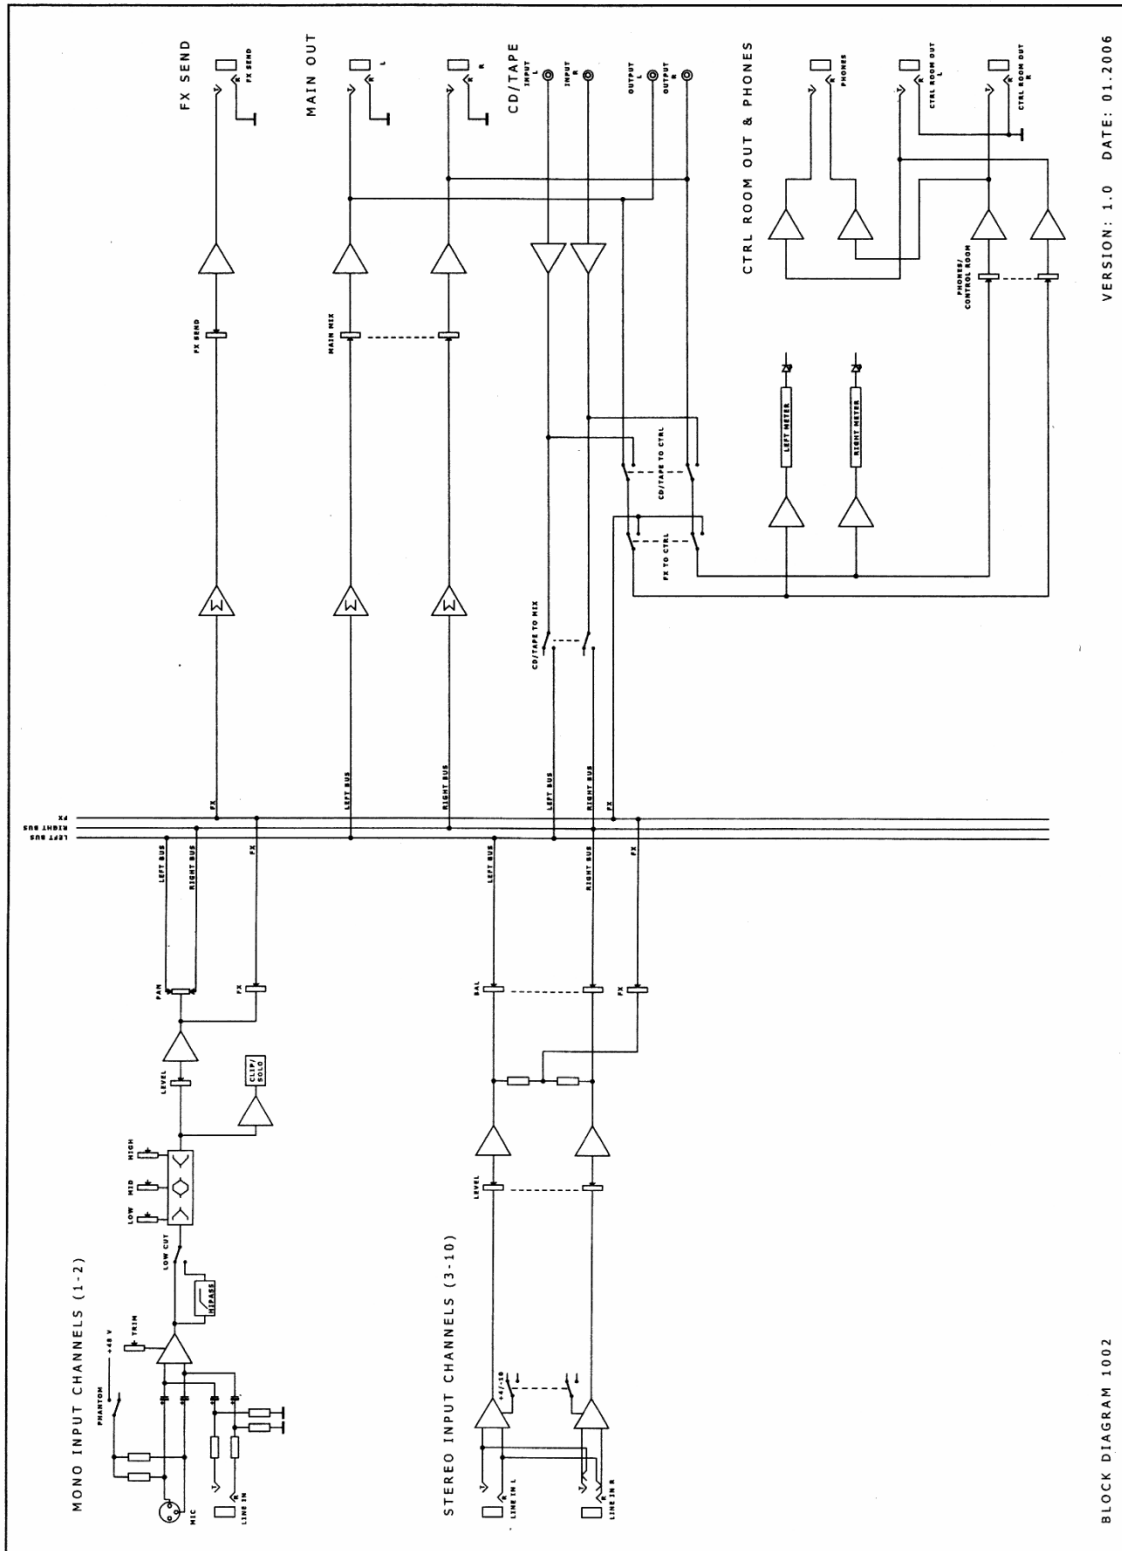 MONO INPUT CHANNELS (1-2)
MIC
LINE IN
R
T
PHANTOM
+48 V
TRIM
HIPASS
LOW CUT
LOW
MID
HIGH
CLIP/
SOLO
LEVEL
PAN
FX
LEFT BUS
RIGHT BUS
FX
STEREO INPUT CHANNELS (3-10)
LINE IN L
R
T
LINE IN R
R
T
+4/-10
LEVEL
BAL
FX
LEFT BUS
RIGHT BUS
FX
LEFT BUS
RIGHT BUS
FX
FX
LEFT BUS
RIGHT BUS
LEFT BUS
RIGHT BUS
FX
Σ
Σ
Σ
FX SEND
MAIN MIX
CD/TAPE TO MIX
FX TO CTRL
CD/TAPE TO CTRL
LEFT METER
RIGHT METER
PHONES/
CONTROL ROOM
FX SEND
T
R
FX SEND
MAIN OUT
T
R
L
T
R
R
CD/TAPE
INPUT
L
INPUT
R
OUTPUT
L
OUTPUT
R
CTRL ROOM OUT & PHONES
T
R
PHONES
T
R
CTRL ROOM OUT
L
T
R
CTRL ROOM OUT
R
BLOCK DIAGRAM 1002
VERSION: 1.0 DATE: 01.2006